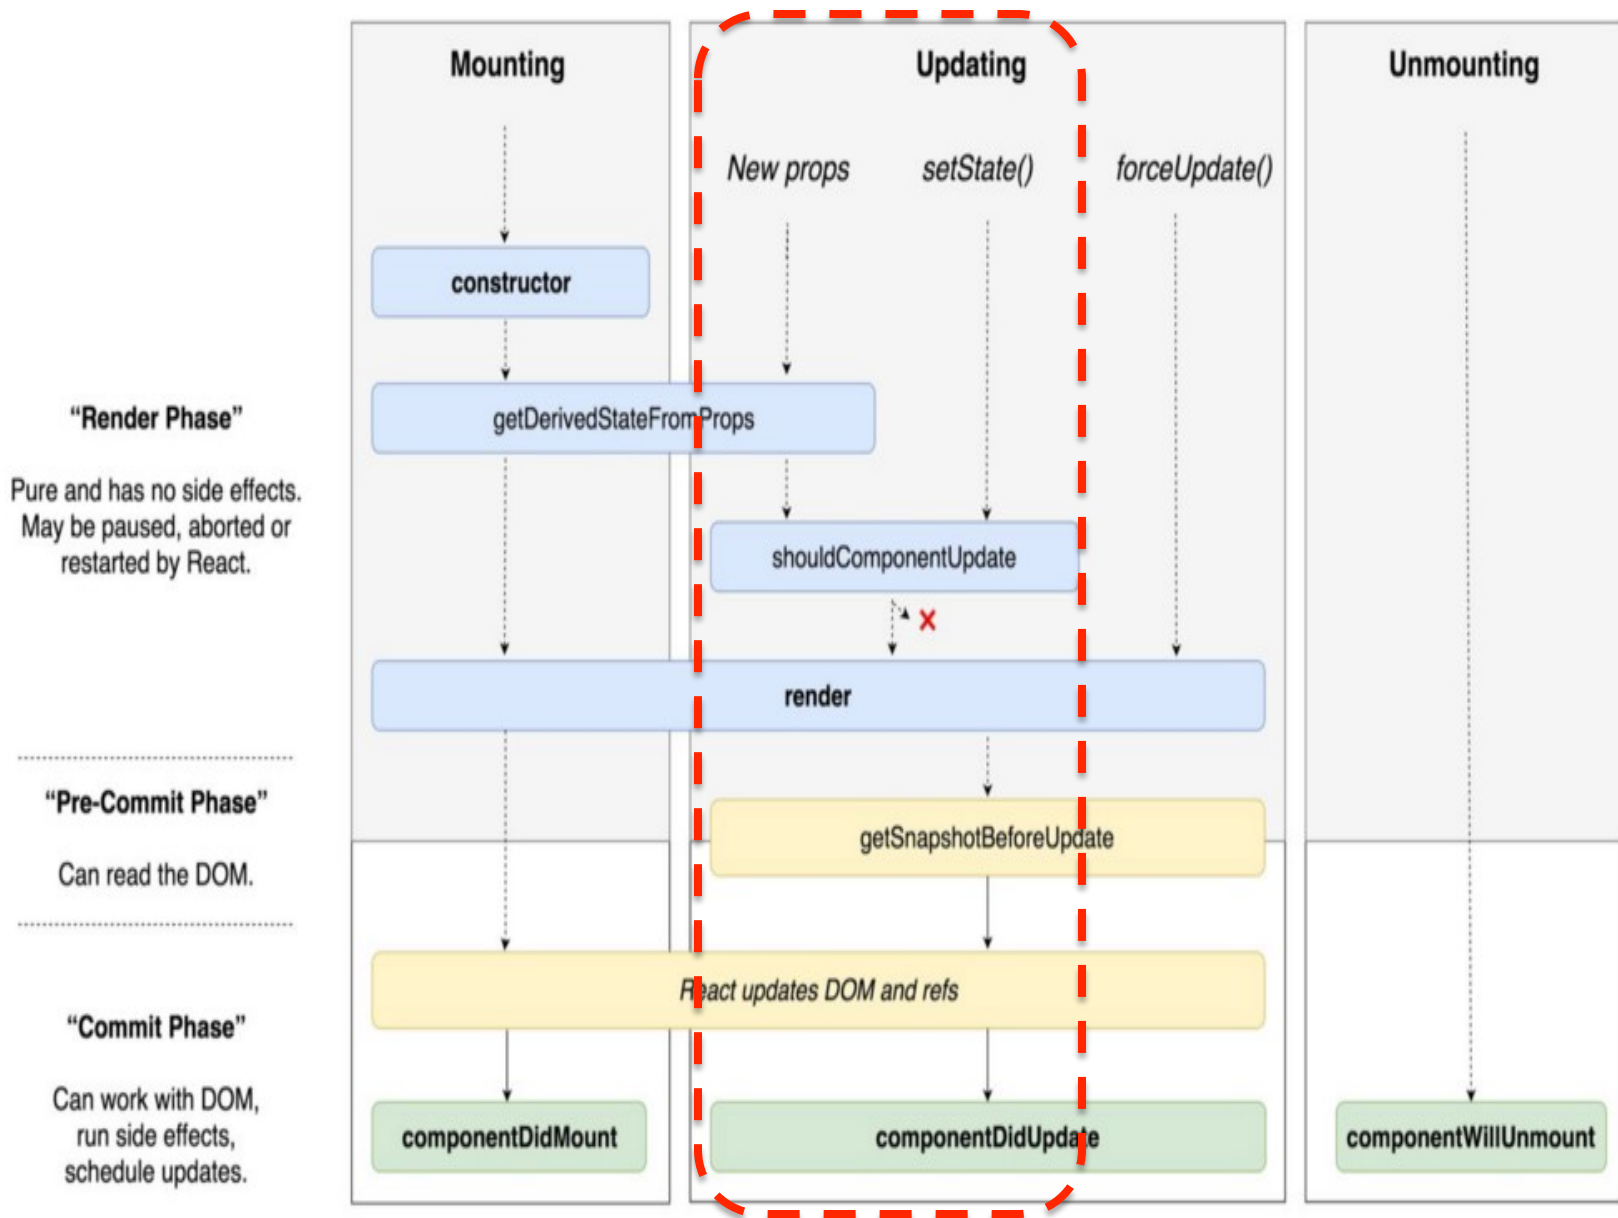 Mounting
Updating
Unmounting
New props
setState()
forceUpdate()
constructor
getDerivedStateFromProps
“Render Phase”
Pure and has no side effects.
May be paused, aborted or
restarted by React.
shouldComponentUpdate
render
“Pre-Commit Phase”
Can read the DOM.
getSnapshotBeforeUpdate
React updates DOM and refs
“Commit Phase”
Can work with DOM,
run side effects,
schedule updates.
componentDidMount
componentDidUpdate
componentWillUnmount